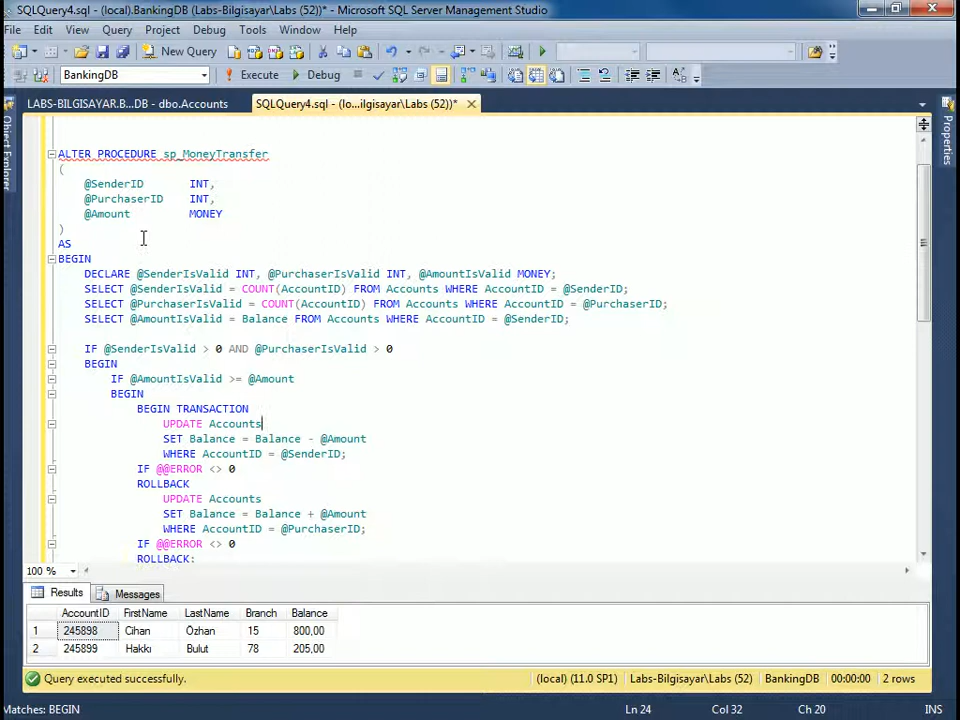 SQLQuery4.sql - (local).BankingDB (Labs-Bilgisayar\Labs (52))* - Microsoft SQL Server Management Studio
File Edit View Query Project Debug Tools Window Help
New Query
BankingDB Execute Debug
LABS-BILGISAYAR.B...DB - dbo.Accounts SQLQuery4.sql - (lo...ilgisayar\Labs (52))*
Object Explorer
Properties
ALTER PROCEDURE sp_MoneyTransfer
(
@SenderID INT,
@PurchaserID INT,
@Amount MONEY
)
AS
BEGIN
DECLARE @SenderIsValid INT, @PurchaserIsValid INT, @AmountIsValid MONEY;
SELECT @SenderIsValid = COUNT(AccountID) FROM Accounts WHERE AccountID = @SenderID;
SELECT @PurchaserIsValid = COUNT(AccountID) FROM Accounts WHERE AccountID = @PurchaserID;
SELECT @AmountIsValid = Balance FROM Accounts WHERE AccountID = @SenderID;
IF @SenderIsValid > 0 AND @PurchaserIsValid > 0
BEGIN
IF @AmountIsValid >= @Amount
BEGIN
BEGIN TRANSACTION
UPDATE Accounts
SET Balance = Balance - @Amount
WHERE AccountID = @SenderID;
IF @@ERROR <> 0
ROLLBACK
UPDATE Accounts
SET Balance = Balance + @Amount
WHERE AccountID = @PurchaserID;
IF @@ERROR <> 0
ROLLBACK;
100 %
Results Messages
AccountID FirstName LastName Branch Balance
1 245898 Cihan Özhan 15 800,00
2 245899 Hakkı Bulut 78 205,00
Query executed successfully. (local) (11.0 SP1) Labs-Bilgisayar\Labs (52) BankingDB 00:00:00 2 rows
Matches: BEGIN Ln 24 Col 32 Ch 20 INS